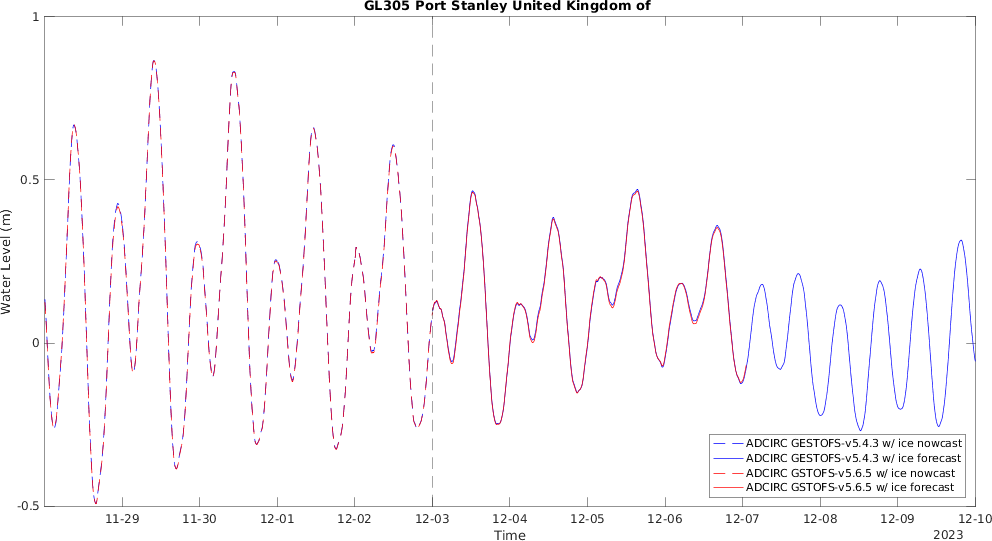 GL305 Port Stanley United Kingdom of
1
0.5
0
-0.5
Water Level (m)
11-29 11-30 12-01 12-02 12-03 12-04 12-05 12-06 12-07 12-08 12-09 12-10
Time
2023
ADCIRC GESTOFS-v5.4.3 w/ ice nowcast
ADCIRC GESTOFS-v5.4.3 w/ ice forecast
ADCIRC GSTOFS-v5.6.5 w/ ice nowcast
ADCIRC GSTOFS-v5.6.5 w/ ice forecast